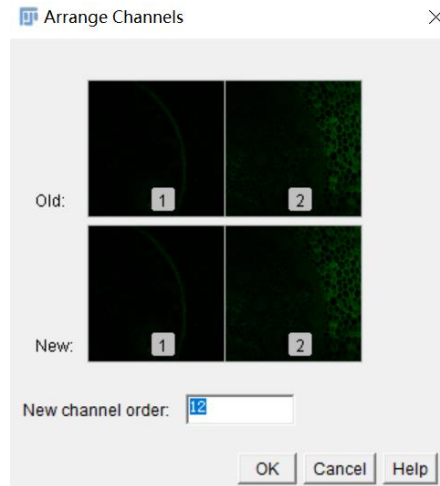 Arrange Channels
Old:
1
2
New:
1
2
New channel order:
12
OK
Cancel
Help